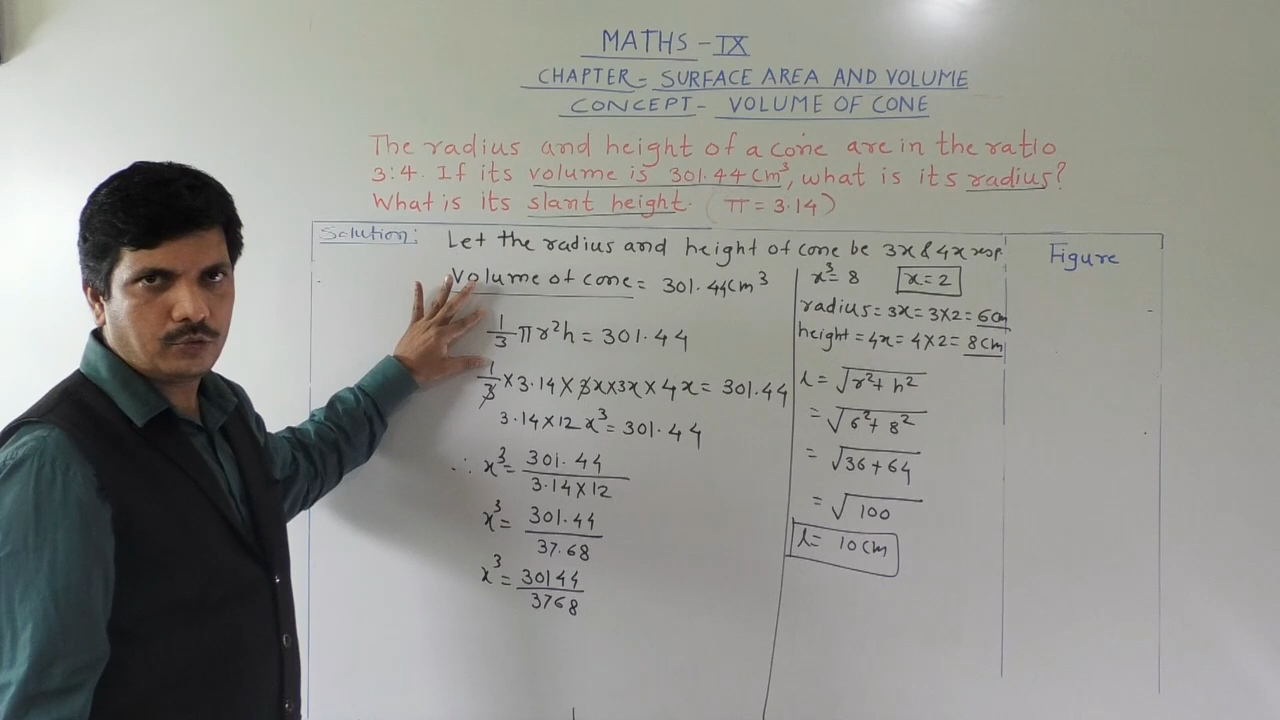 MATHS - IX
CHAPTER- SURFACE AREA AND VOLUME
CONCEPT- VOLUME OF CONE
The radius and height of a cone are in the ratio
3:4. If its volume is 301.44 Cm³, what is its radius?
What is its slant height. (π = 3.14)
Solution:
Let the radius and height of cone be 3x & 4x resp.
Volume of cone = 301.44cm³
1/3 πr²h = 301.44
1/3 × 3.14 × 3x × 3x × 4x = 301.44
3.14 × 12 x³ = 301.44
∴ x³ = 301.44 / 3.14 × 12
x³ = 301.44 / 37.68
x³ = 30144 / 3768
x³ = 8 x = 2
radius = 3x = 3 × 2 = 6 cm
height = 4x = 4 × 2 = 8 cm
l = √r² + h²
= √6² + 8²
= √36 + 64
= √100
l = 10 cm
Figure